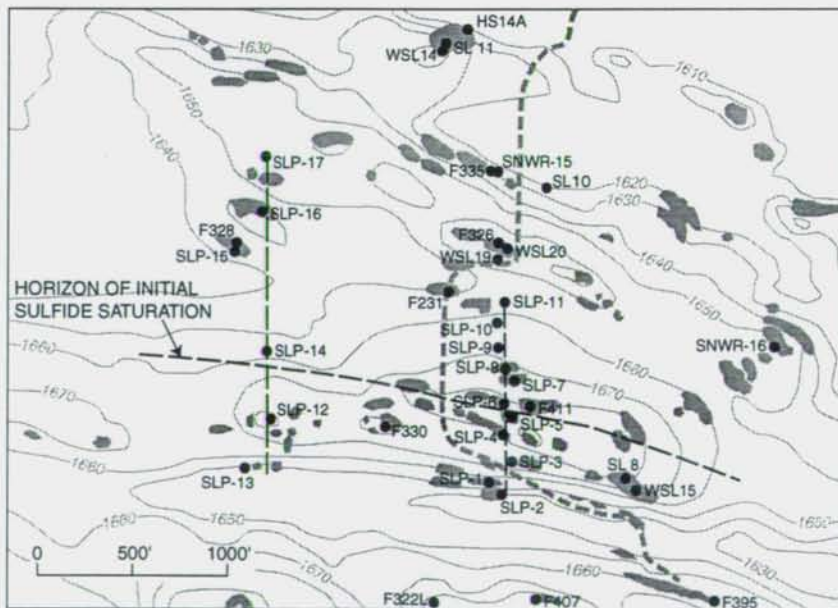 HS14A
WSL14
SL 11
1630
1610
1650
1640
SLP-17
F335
SNWR-15
SL10
1620
1630
SLP-16
F328
SLP-15
F326
WSL20
WSL19
1640
1650
HORIZON OF INITIAL
SULFIDE SATURATION
F231
SLP-11
SLP-10
SLP-9
SNWR-16
1660
SLP-14
SLP-8
SLP-7
1660
1670
1670
SLP-6
F411
SLP-5
SLP-12
F330
SLP-4
SLP-3
SL 8
1660
SLP-13
SLP-1
WSL15
SLP-2
1660
1650
1650
1630
1660
1670
0
500'
1000'
F322L
F407
F395